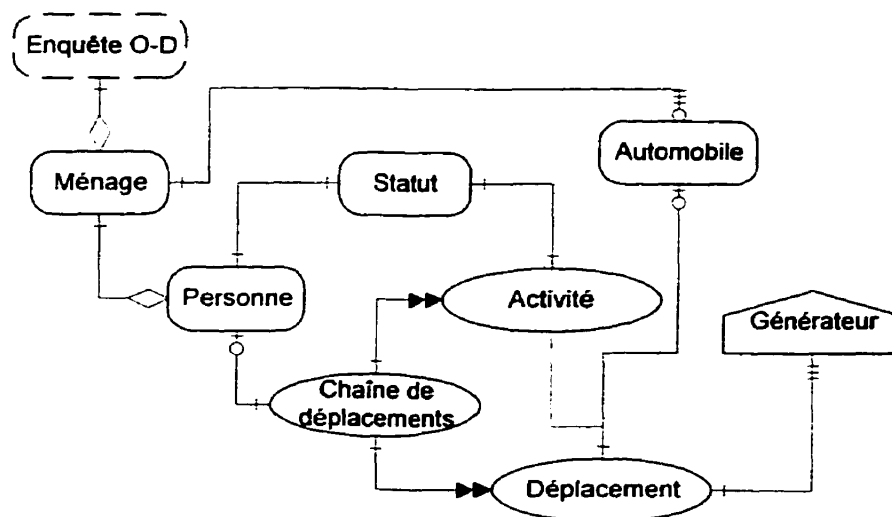 Enquête O-D
Ménage
Statut
Automobile
Personne
Activité
Générateur
Chaîne de
déplacements
Déplacement